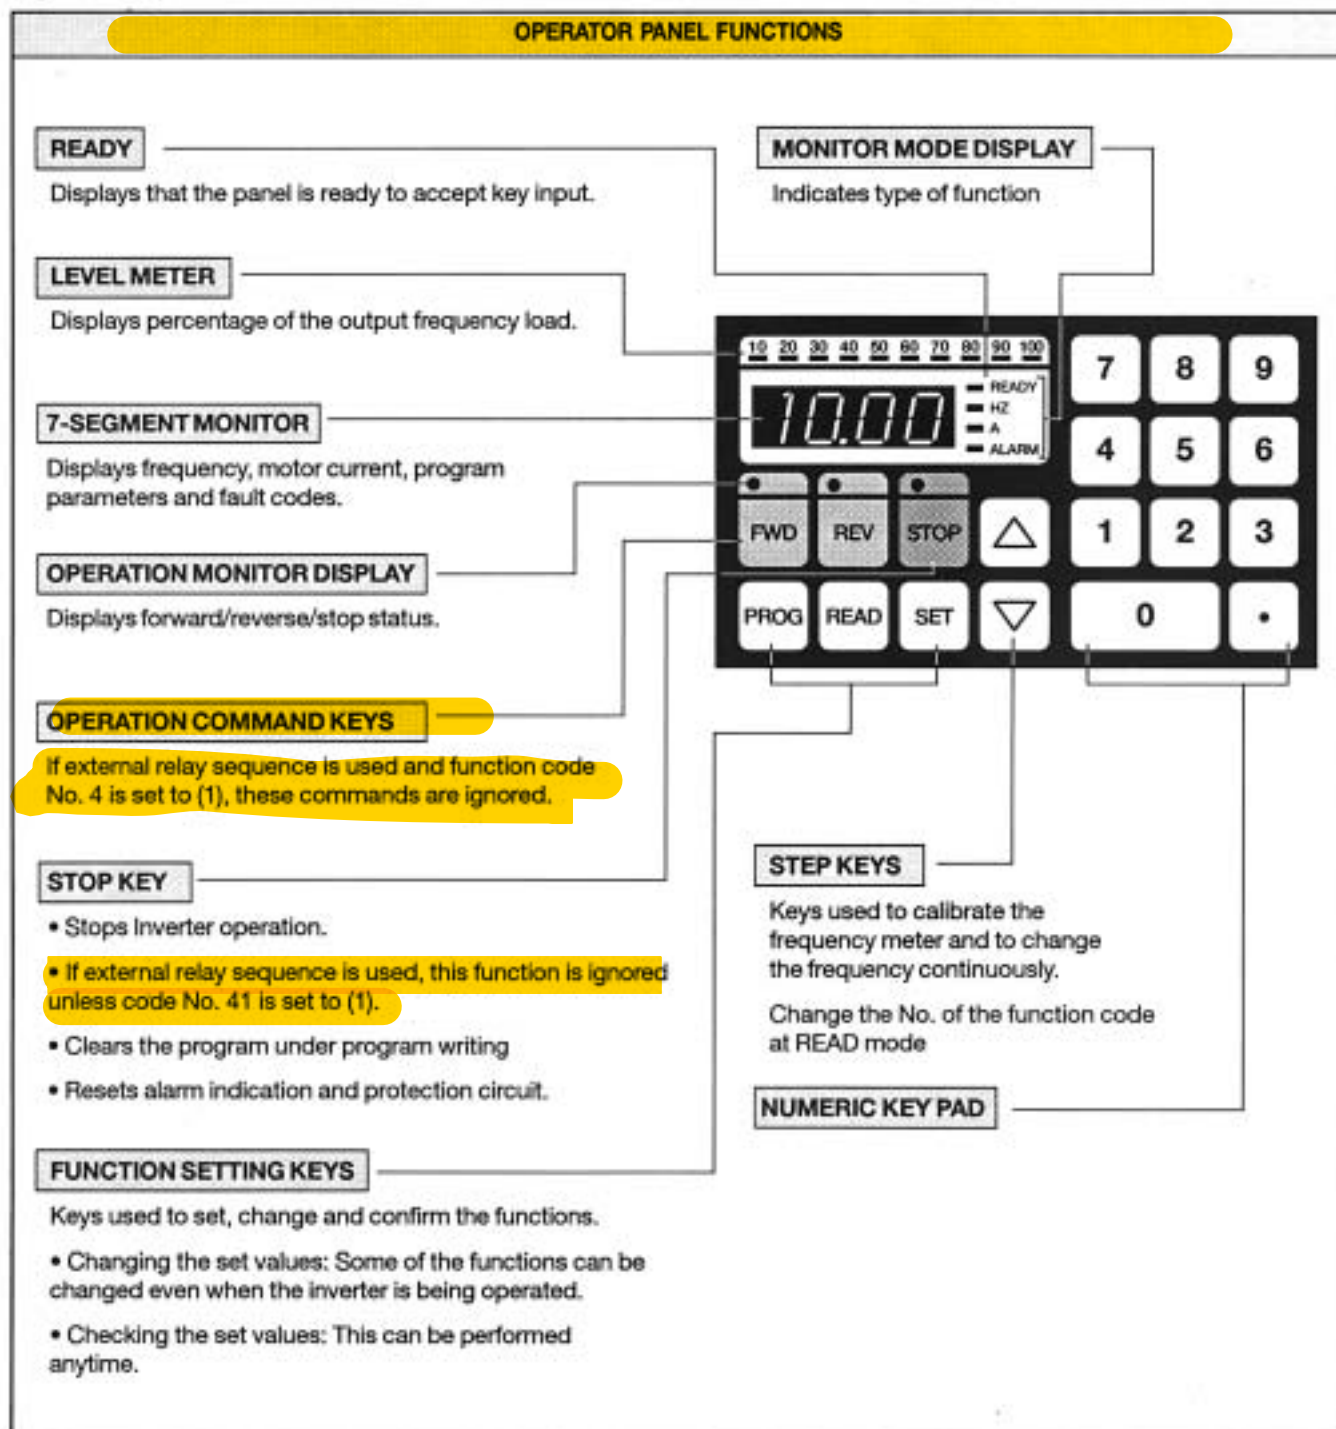 OPERATOR PANEL FUNCTIONS
READY
Displays that the panel is ready to accept key input.
LEVEL METER
Displays percentage of the output frequency load.
7-SEGMENT MONITOR
Displays frequency, motor current, program
parameters and fault codes.
OPERATION MONITOR DISPLAY
Displays forward/reverse/stop status.
OPERATION COMMAND KEYS
If external relay sequence is used and function code
No. 4 is set to (1), these commands are ignored.
STOP KEY
• Stops Inverter operation.
• If external relay sequence is used, this function is ignored
unless code No. 41 is set to (1).
• Clears the program under program writing
• Resets alarm indication and protection circuit.
FUNCTION SETTING KEYS
Keys used to set, change and confirm the functions.
• Changing the set values: Some of the functions can be
changed even when the inverter is being operated.
• Checking the set values: This can be performed
anytime.
MONITOR MODE DISPLAY
Indicates type of function
10 20 30 40 50 60 70 80 90 100
10.00
READY
HZ
A
ALARM
FWD REV STOP
PROG READ SET
7 8 9
4 5 6
1 2 3
0 •
STEP KEYS
Keys used to calibrate the
frequency meter and to change
the frequency continuously.
Change the No. of the function code
at READ mode
NUMERIC KEY PAD